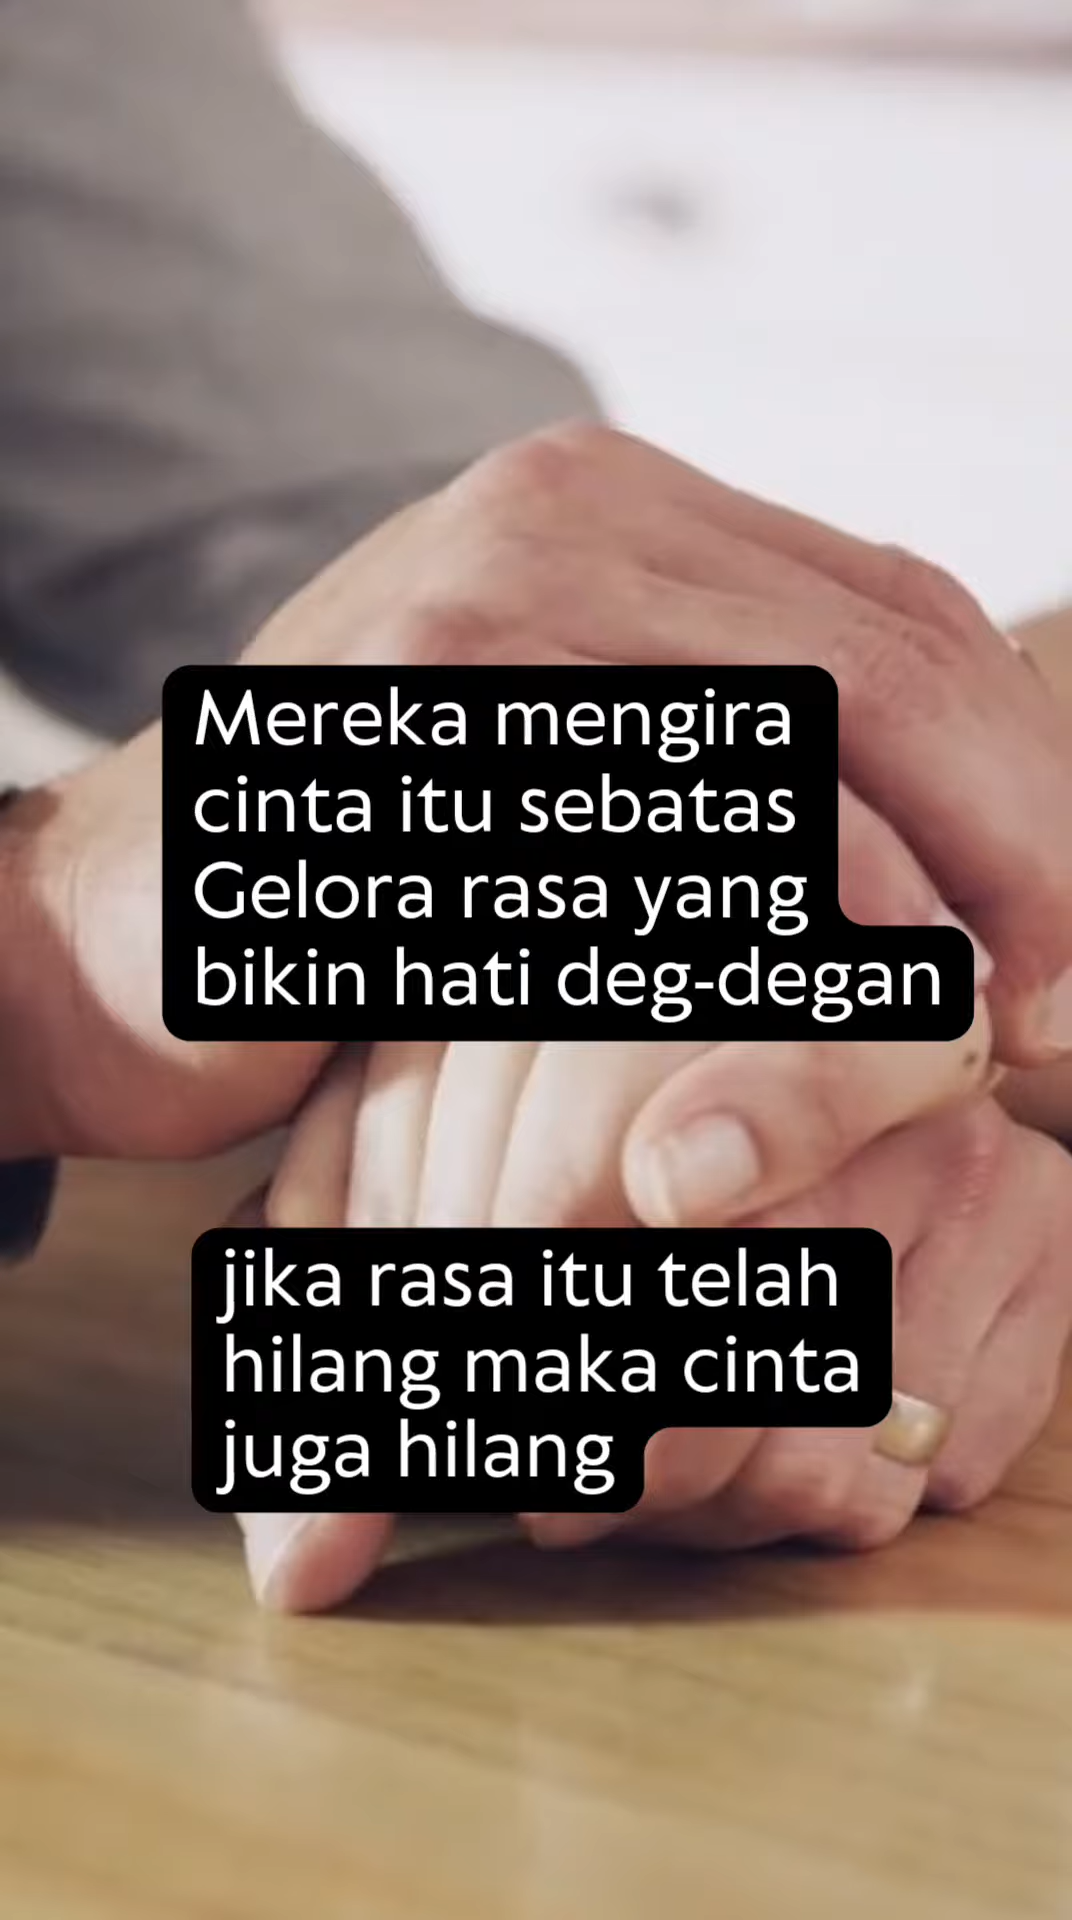 Mereka mengira
cinta itu sebatas
Gelora rasa yang
bikin hati deg-degan
jika rasa itu telah
hilang maka cinta
juga hilang